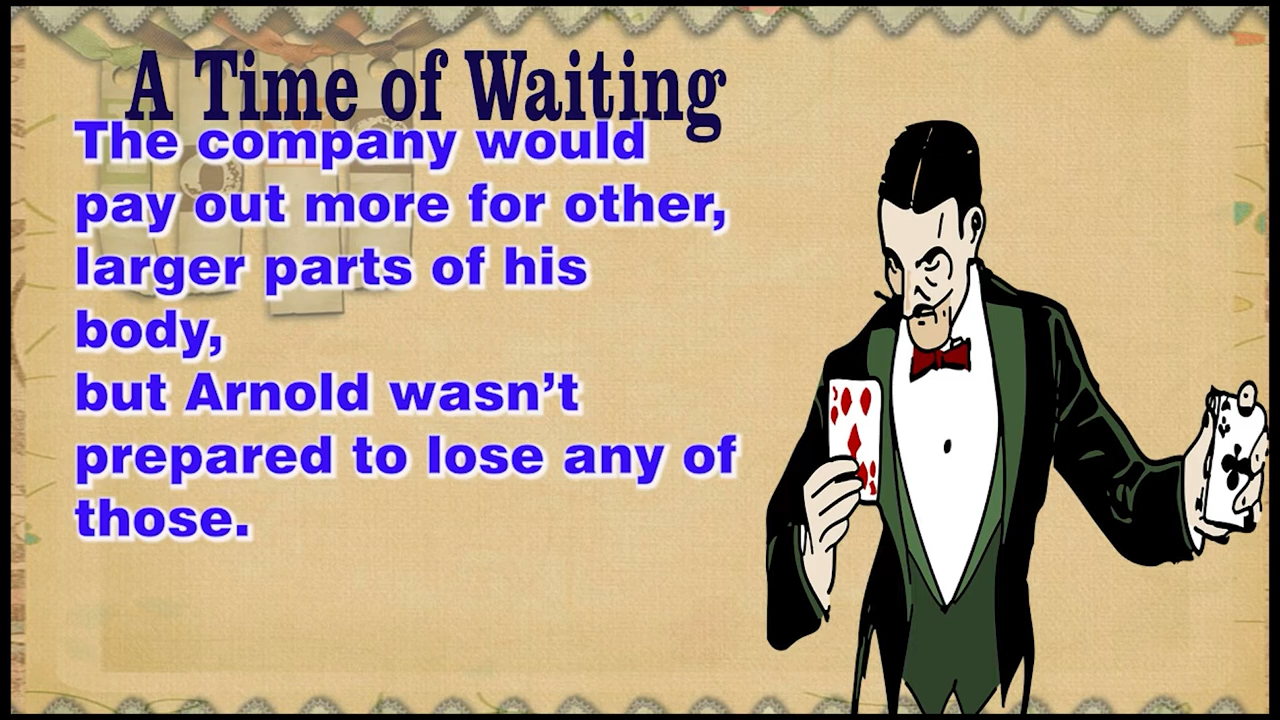 A Time of Waiting
The company would
pay out more for other,
larger parts of his
body,
but Arnold wasn’t
prepared to lose any of
those.